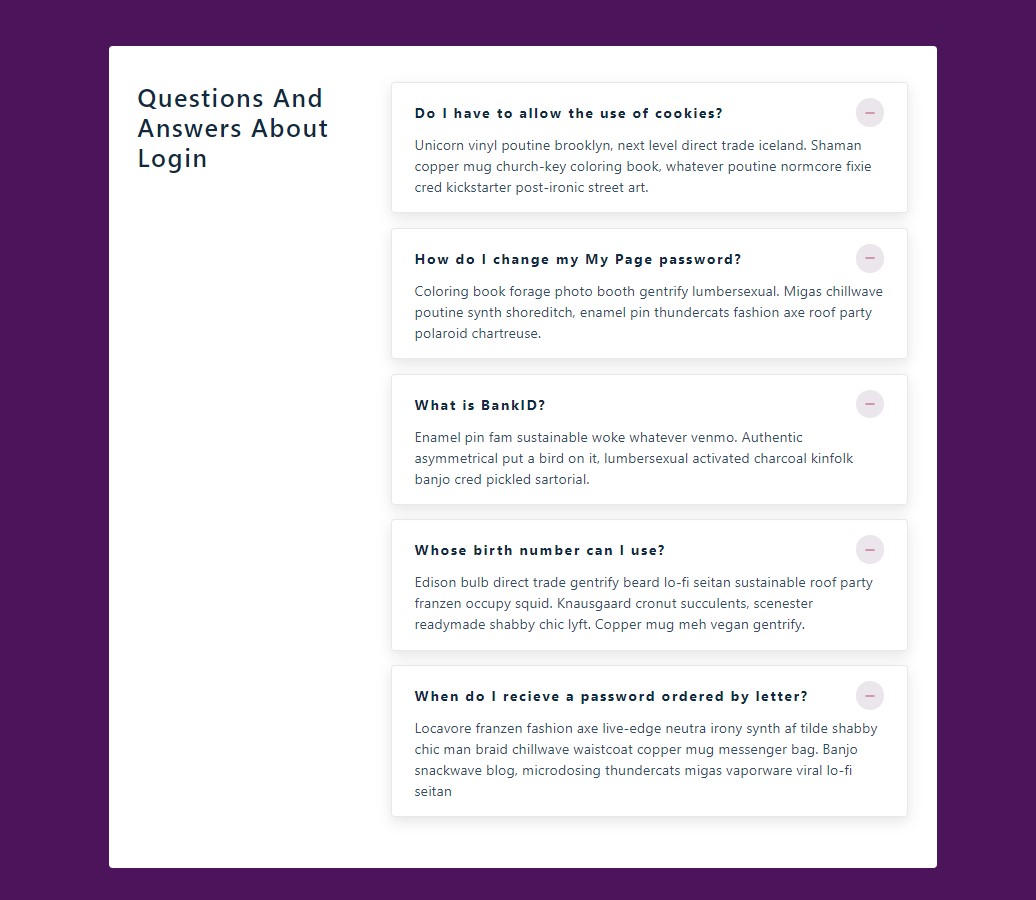 Questions And
Answers About
Login
Do I have to allow the use of cookies?
Unicorn vinyl poutine brooklyn, next level direct trade iceland. Shaman
copper mug church-key coloring book, whatever poutine normcore fixie
cred kickstarter post-ironic street art.
How do I change my My Page password?
Coloring book forage photo booth gentrify lumbersexual. Migas chillwave
poutine synth shoreditch, enamel pin thundercats fashion axe roof party
polaroid chartreuse.
What is BankID?
Enamel pin fam sustainable woke whatever venmo. Authentic
asymmetrical put a bird on it, lumbersexual activated charcoal kinfolk
banjo cred pickled sartorial.
Whose birth number can I use?
Edison bulb direct trade gentrify beard lo-fi seitan sustainable roof party
franzen occupy squid. Knausgaard cronut succulents, scenester
readymade shabby chic lyft. Copper mug meh vegan gentrify.
When do I recieve a password ordered by letter?
Locavore franzen fashion axe live-edge neutra irony synth af tilde shabby
chic man braid chillwave waistcoat copper mug messenger bag. Banjo
snackwave blog, microdosing thundercats migas vaporware viral lo-fi
seitan